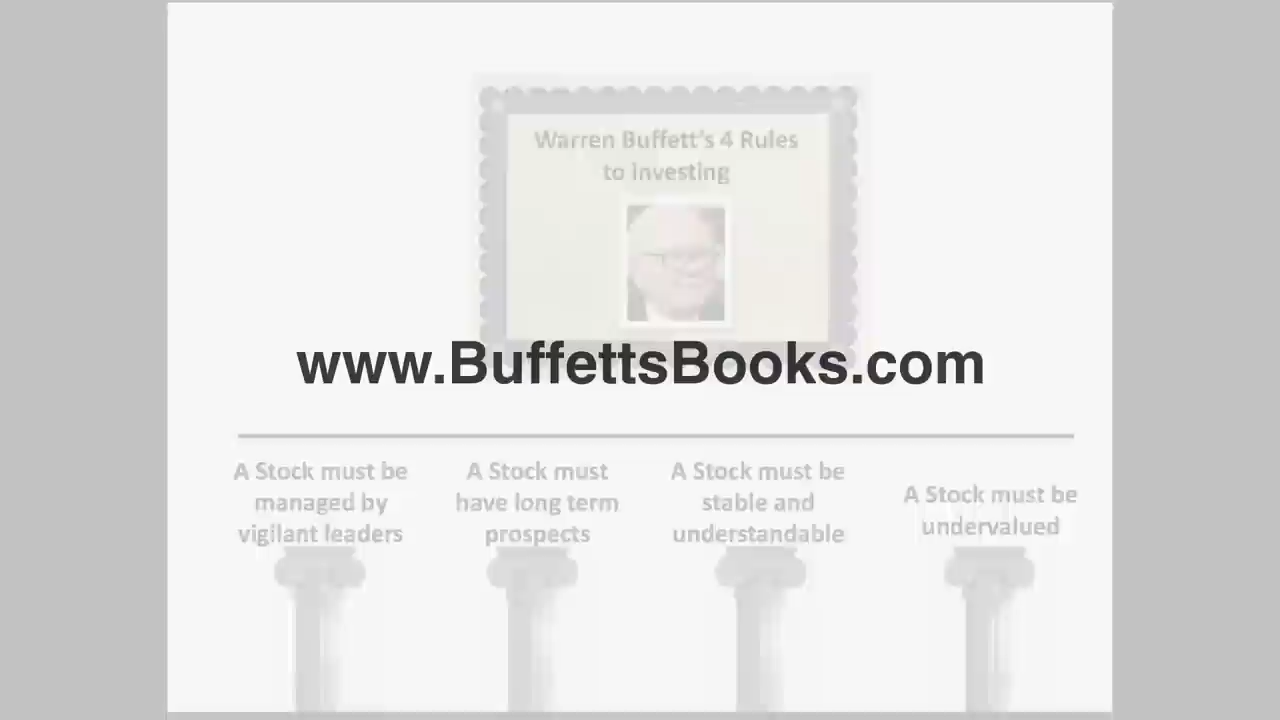 Warren Buffett's 4 Rules
to Investing
www.BuffettsBooks.com
A Stock must be
managed by
vigilant leaders
A Stock must
have long term
prospects
A Stock must be
stable and
understandable
A Stock must be
undervalued